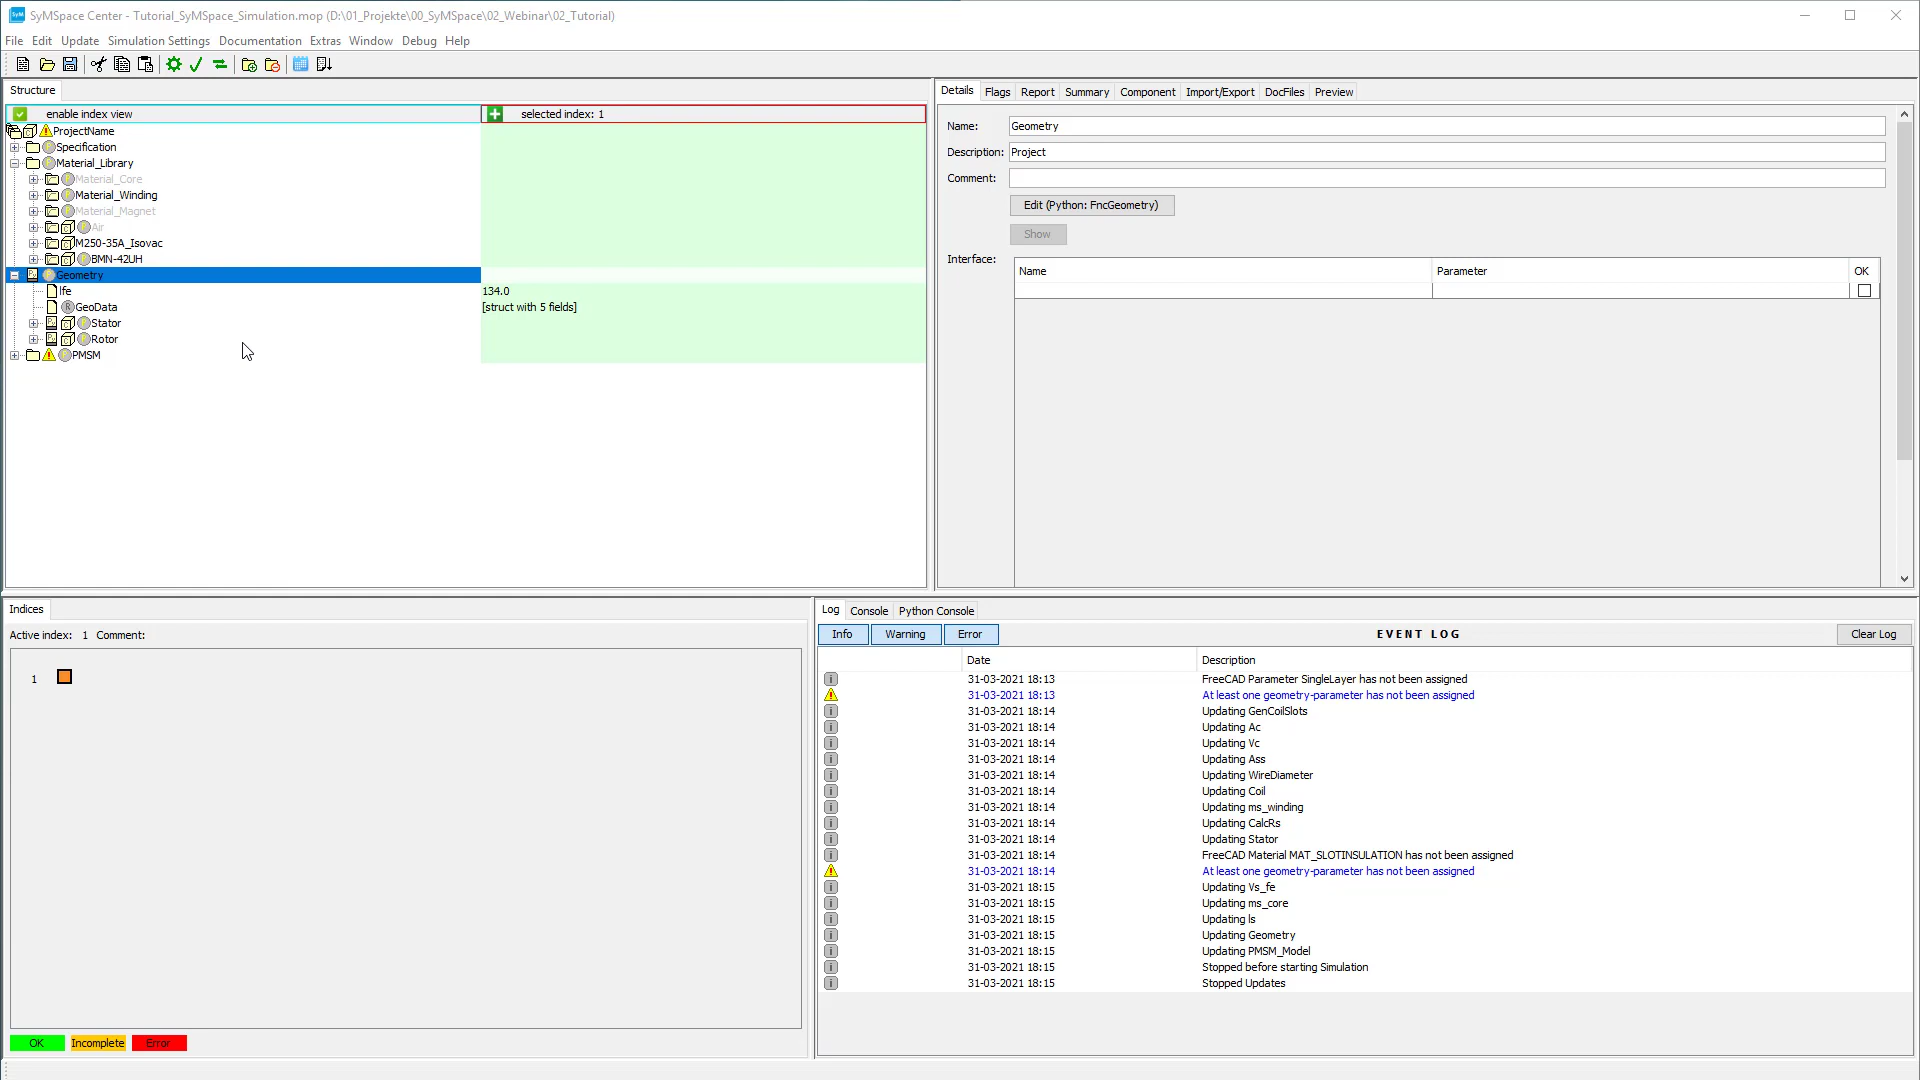 SyMSpace Center - Tutorial_SyMSpace_Simulation.mop (D:\01_Projekte\00_SyMSpace\02_Webinar\02_Tutorial)
File Edit Update Simulation Settings Documentation Extras Window Debug Help
Structure
enable index view selected index: 1
ProjectName
Specification
Material_Library
Material_Core
Material_Winding
Material_Magnet
Air
M250-35A_Isovac
BMN-42UH
Geometry
lfe 134.0
GeoData [struct with 5 fields]
Stator
Rotor
PMSM
Details Flags Report Summary Component Import/Export DocFiles Preview
Name: Geometry
Description: Project
Comment:
Edit (Python: FncGeometry)
Show
Interface:
Name Parameter OK
Indices
Active index: 1 Comment:
1
OK Incomplete Error
Log Console Python Console
Info Warning Error EVENT LOG Clear Log
Date Description
31-03-2021 18:13 FreeCAD Parameter SingleLayer has not been assigned
31-03-2021 18:13 At least one geometry-parameter has not been assigned
31-03-2021 18:14 Updating GenCoilSlots
31-03-2021 18:14 Updating Ac
31-03-2021 18:14 Updating Vc
31-03-2021 18:14 Updating Ass
31-03-2021 18:14 Updating WireDiameter
31-03-2021 18:14 Updating Coil
31-03-2021 18:14 Updating ms_winding
31-03-2021 18:14 Updating CalcRs
31-03-2021 18:14 Updating Stator
31-03-2021 18:14 FreeCAD Material MAT_SLOTINSULATION has not been assigned
31-03-2021 18:14 At least one geometry-parameter has not been assigned
31-03-2021 18:15 Updating Vs_fe
31-03-2021 18:15 Updating ms_core
31-03-2021 18:15 Updating ls
31-03-2021 18:15 Updating Geometry
31-03-2021 18:15 Updating PMSM_Model
31-03-2021 18:15 Stopped before starting Simulation
31-03-2021 18:15 Stopped Updates